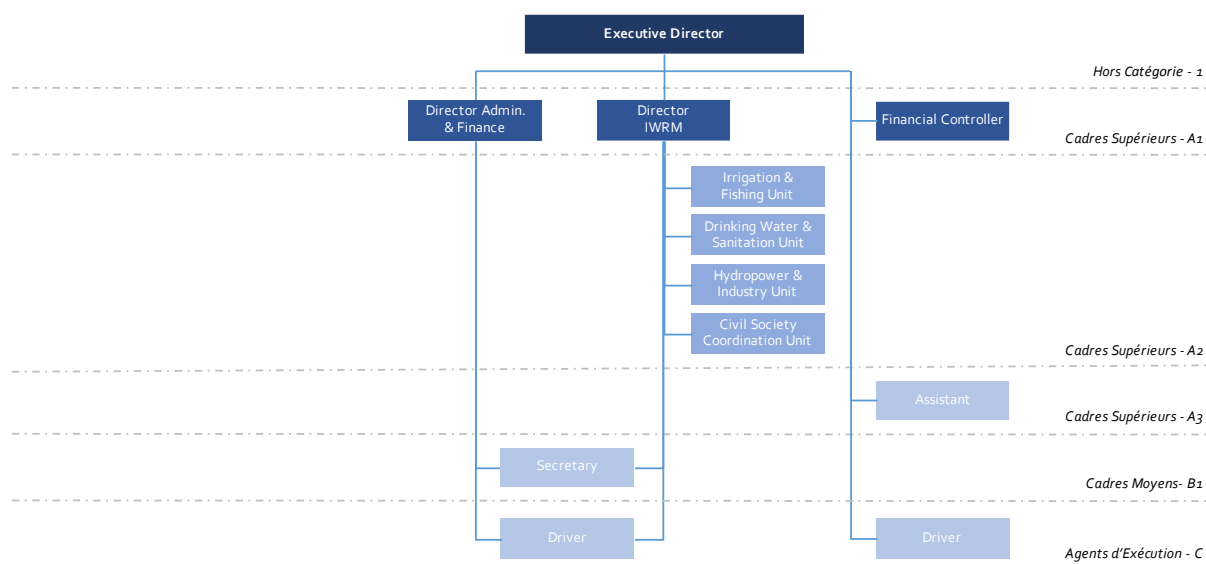 Executive Director
Hors Catégorie - 1
Director Admin.
& Finance
Director
IWRM
Financial Controller
Cadres Supérieurs - A1
Irrigation &
Fishing Unit
Drinking Water &
Sanitation Unit
Hydropower &
Industry Unit
Civil Society
Coordination Unit
Cadres Supérieurs - A2
Assistant
Cadres Supérieurs - A3
Secretary
Cadres Moyens- B1
Driver
Driver
Agents d’Exécution - C